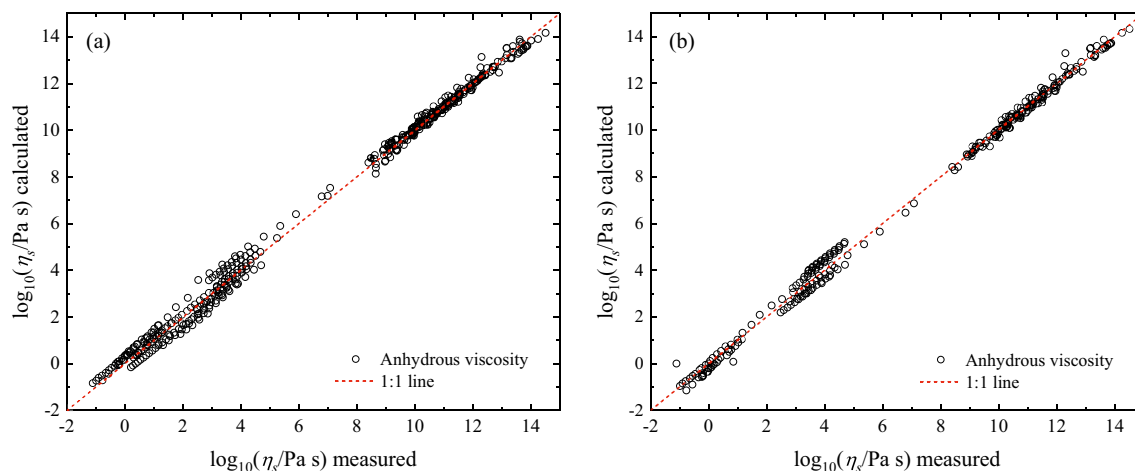 (a)
14
12
10
8
6
4
2
0
-2
-2 0 2 4 6 8 10 12 14
log10(ηs/Pa s) calculated
log10(ηs/Pa s) measured
Anhydrous viscosity
1:1 line
(b)
14
12
10
8
6
4
2
0
-2
-2 0 2 4 6 8 10 12 14
log10(ηs/Pa s) calculated
log10(ηs/Pa s) measured
Anhydrous viscosity
1:1 line